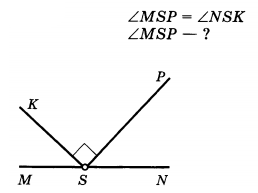 ∠MSP = ∠NSK
∠MSP — ?
P
K
M S N